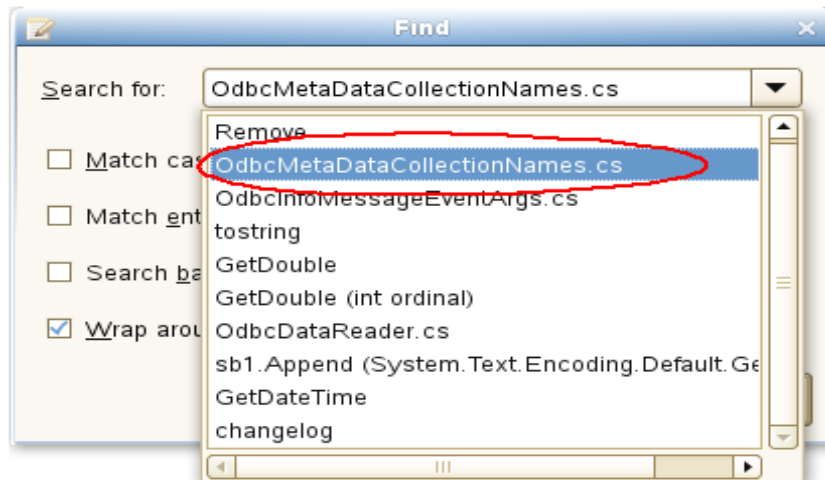 Find
Search for: OdbcMetaDataCollectionNames.cs
Remove
Match cas OdbcMetaDataCollectionNames.cs
OdbcInfoMessageEventArgs.cs
Match ent
tostring
GetDouble
Search ba
GetDouble (int ordinal)
Wrap arou OdbcDataReader.cs
sb1.Append (System.Text.Encoding.Default.Ge
GetDateTime
changelog